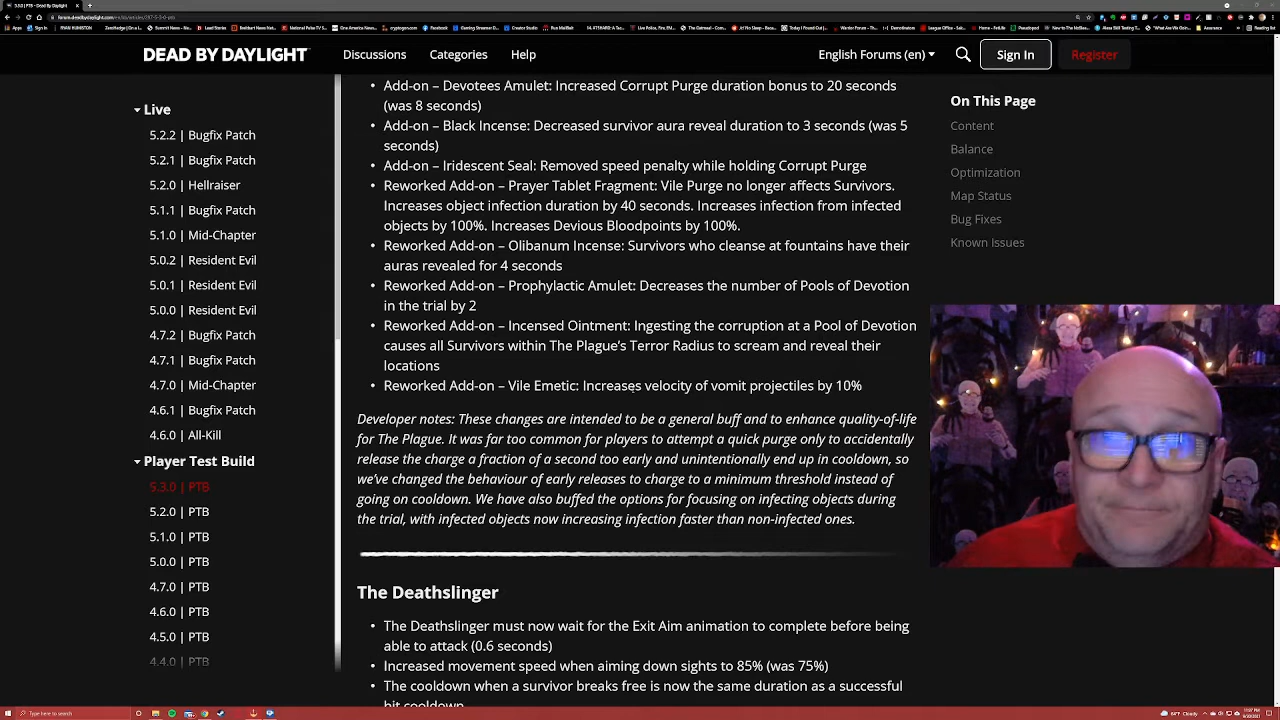 5.3.0 | PTB - Dead By Daylight
forum.deadbydaylight.com
DEAD BY DAYLIGHT
Discussions
Categories
Help
English Forums (en)
Sign In
Register
Live
5.2.2 | Bugfix Patch
5.2.1 | Bugfix Patch
5.2.0 | Hellraiser
5.1.1 | Bugfix Patch
5.1.0 | Mid-Chapter
5.0.2 | Resident Evil
5.0.1 | Resident Evil
5.0.0 | Resident Evil
4.7.2 | Bugfix Patch
4.7.1 | Bugfix Patch
4.7.0 | Mid-Chapter
4.6.1 | Bugfix Patch
4.6.0 | All-Kill
Player Test Build
5.3.0 | PTB
5.2.0 | PTB
5.1.0 | PTB
5.0.0 | PTB
4.7.0 | PTB
4.6.0 | PTB
4.5.0 | PTB
4.4.0 | PTB
Add-on – Devotees Amulet: Increased Corrupt Purge duration bonus to 20 seconds
(was 8 seconds)
Add-on – Black Incense: Decreased survivor aura reveal duration to 3 seconds (was 5
seconds)
Add-on – Iridescent Seal: Removed speed penalty while holding Corrupt Purge
Reworked Add-on – Prayer Tablet Fragment: Vile Purge no longer affects Survivors.
Increases object infection duration by 40 seconds. Increases infection from infected
objects by 100%. Increases Devious Bloodpoints by 100%.
Reworked Add-on – Olibanum Incense: Survivors who cleanse at fountains have their
auras revealed for 4 seconds
Reworked Add-on – Prophylactic Amulet: Decreases the number of Pools of Devotion
in the trial by 2
Reworked Add-on – Incensed Ointment: Ingesting the corruption at a Pool of Devotion
causes all Survivors within The Plague's Terror Radius to scream and reveal their
locations
Reworked Add-on – Vile Emetic: Increases velocity of vomit projectiles by 10%
Developer notes: These changes are intended to be a general buff and to enhance quality-of-life
for The Plague. It was far too common for players to attempt a quick purge only to accidentally
release the charge a fraction of a second too early and unintentionally end up in cooldown, so
we've changed the behaviour of early releases to charge to a minimum threshold instead of
going on cooldown. We have also buffed the options for focusing on infecting objects during
the trial, with infected objects now increasing infection faster than non-infected ones.
The Deathslinger
The Deathslinger must now wait for the Exit Aim animation to complete before being
able to attack (0.6 seconds)
Increased movement speed when aiming down sights to 85% (was 75%)
The cooldown when a survivor breaks free is now the same duration as a successful
hit cooldown
On This Page
Content
Balance
Optimization
Map Status
Bug Fixes
Known Issues
Type here to search